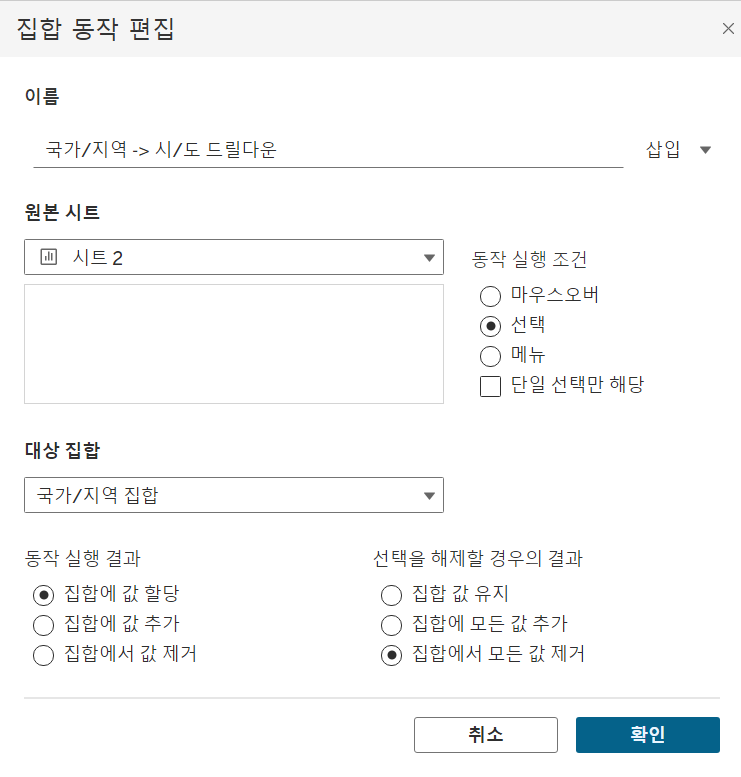 집합 동작 편집
이름
국가/지역 -> 시/도 드릴다운
삽입
원본 시트
시트 2
동작 실행 조건
마우스오버
선택
메뉴
단일 선택만 해당
대상 집합
국가/지역 집합
동작 실행 결과
선택을 해제할 경우의 결과
집합에 값 할당
집합 값 유지
집합에 값 추가
집합에 모든 값 추가
집합에서 값 제거
집합에서 모든 값 제거
취소
확인